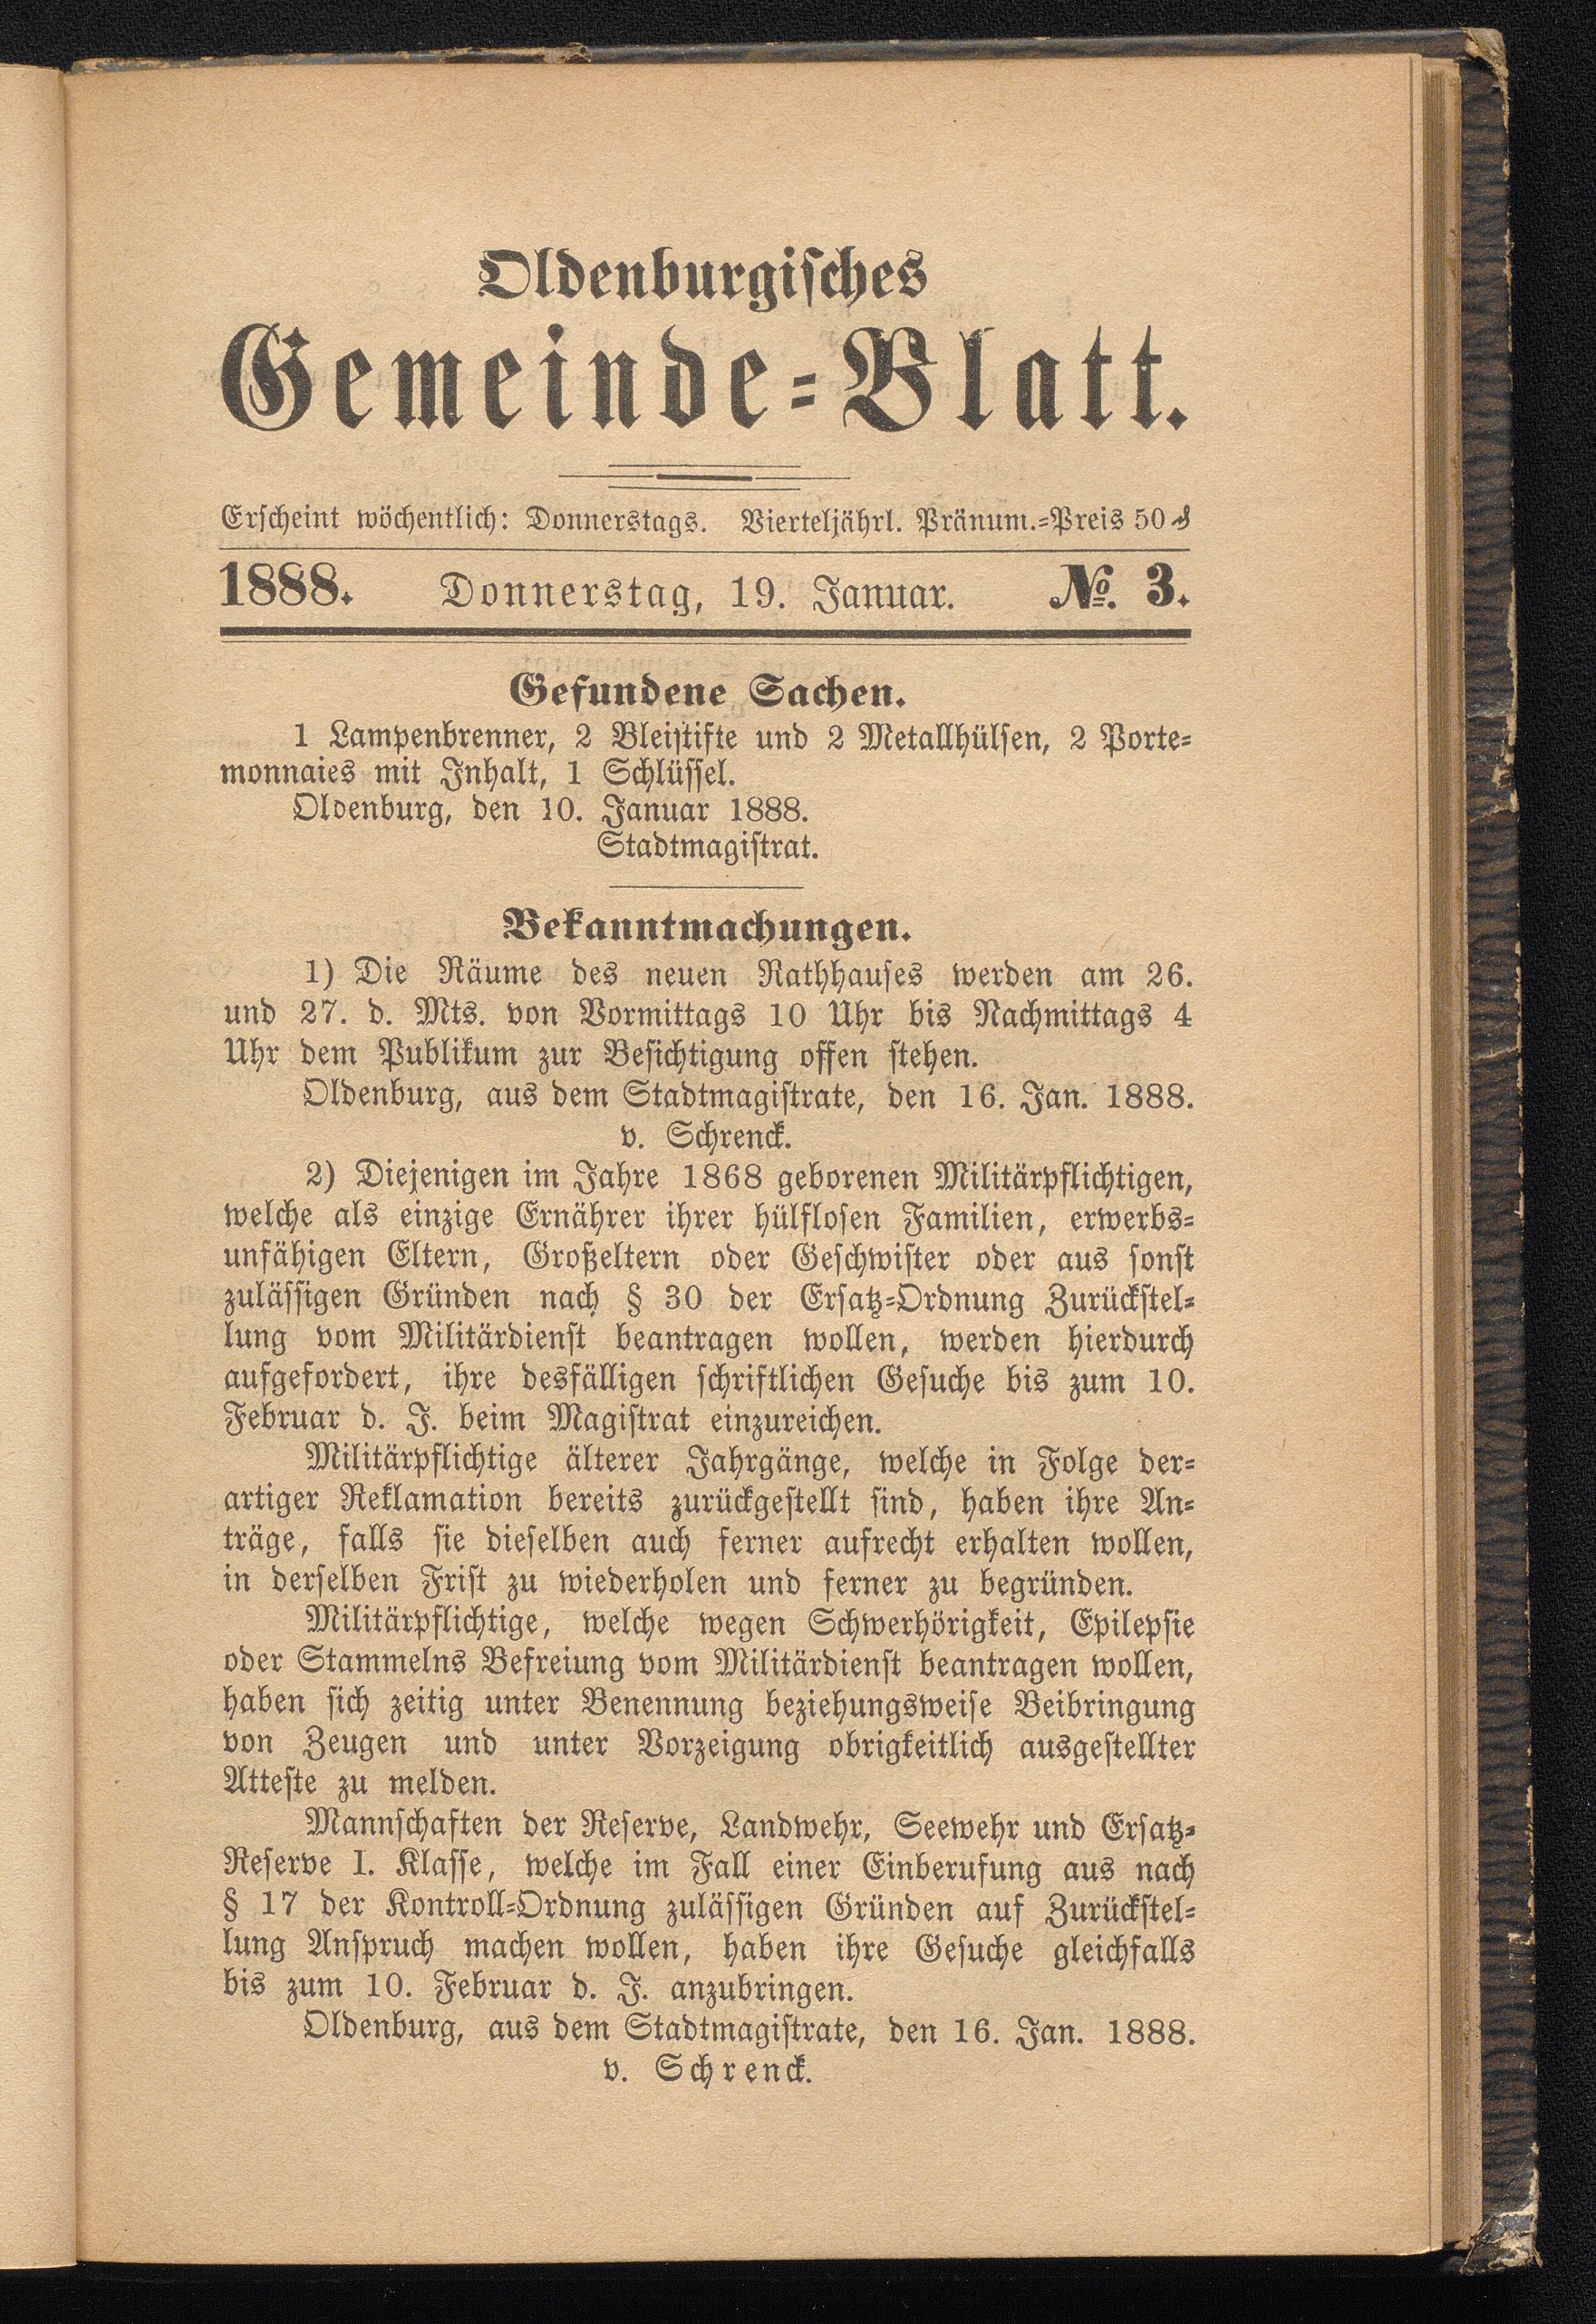 Oldenburgisches
Gemeinde-Blatt.
Erscheint wöchentlich: Donnerstags. Vierteljährl. Pränum.-Preis 50 ₰
1888. Donnerstag, 19. Januar. №. 3.
Gefundene Sachen.
1 Lampenbrenner, 2 Bleistifte und 2 Metallhülsen, 2 Porte-
monnaies mit Inhalt, 1 Schlüssel.
Oldenburg, den 10. Januar 1888.
Stadtmagistrat.
Bekanntmachungen.
1) Die Räume des neuen Rathhauses werden am 26.
und 27. d. Mts. von Vormittags 10 Uhr bis Nachmittags 4
Uhr dem Publikum zur Besichtigung offen stehen.
Oldenburg, aus dem Stadtmagistrate, den 16. Jan. 1888.
v. Schrenck.
2) Diejenigen im Jahre 1868 geborenen Militärpflichtigen,
welche als einzige Ernährer ihrer hülflosen Familien, erwerbs-
unfähigen Eltern, Großeltern oder Geschwister oder aus sonst
zulässigen Gründen nach § 30 der Ersatz-Ordnung Zurückstel-
lung vom Militärdienst beantragen wollen, werden hierdurch
aufgefordert, ihre desfälligen schriftlichen Gesuche bis zum 10.
Februar d. J. beim Magistrat einzureichen.
Militärpflichtige älterer Jahrgänge, welche in Folge der-
artiger Reklamation bereits zurückgestellt sind, haben ihre An-
träge, falls sie dieselben auch ferner aufrecht erhalten wollen,
in derselben Frist zu wiederholen und ferner zu begründen.
Militärpflichtige, welche wegen Schwerhörigkeit, Epilepsie
oder Stammelns Befreiung vom Militärdienst beantragen wollen,
haben sich zeitig unter Benennung beziehungsweise Beibringung
von Zeugen und unter Vorzeigung obrigkeitlich ausgestellter
Atteste zu melden.
Mannschaften der Reserve, Landwehr, Seewehr und Ersatz-
Reserve I. Klasse, welche im Fall einer Einberufung aus nach
§ 17 der Kontroll-Ordnung zulässigen Gründen auf Zurückstel-
lung Anspruch machen wollen, haben ihre Gesuche gleichfalls
bis zum 10. Februar d. J. anzubringen.
Oldenburg, aus dem Stadtmagistrate, den 16. Jan. 1888.
v. Schrenck.